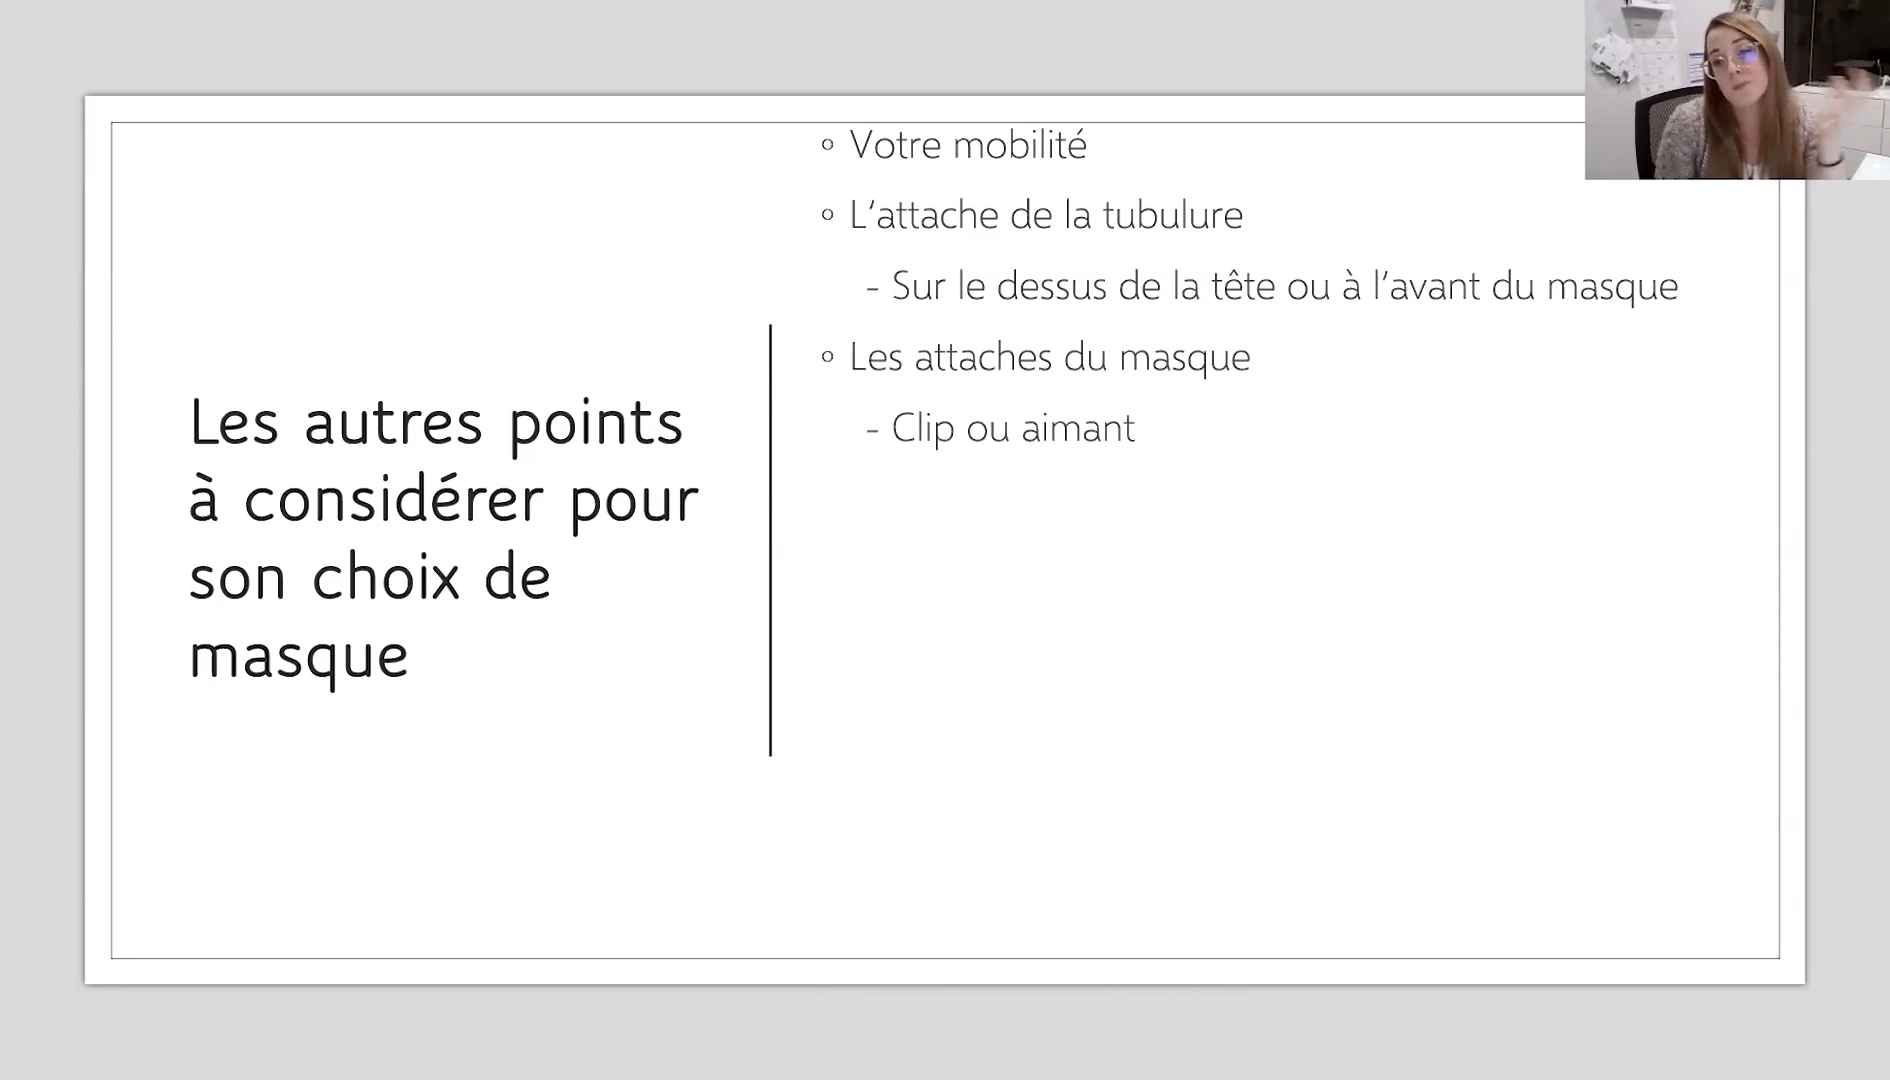 Les autres points
à considérer pour
son choix de
masque
◦ Votre mobilité
◦ L'attache de la tubulure
- Sur le dessus de la tête ou à l'avant du masque
◦ Les attaches du masque
- Clip ou aimant